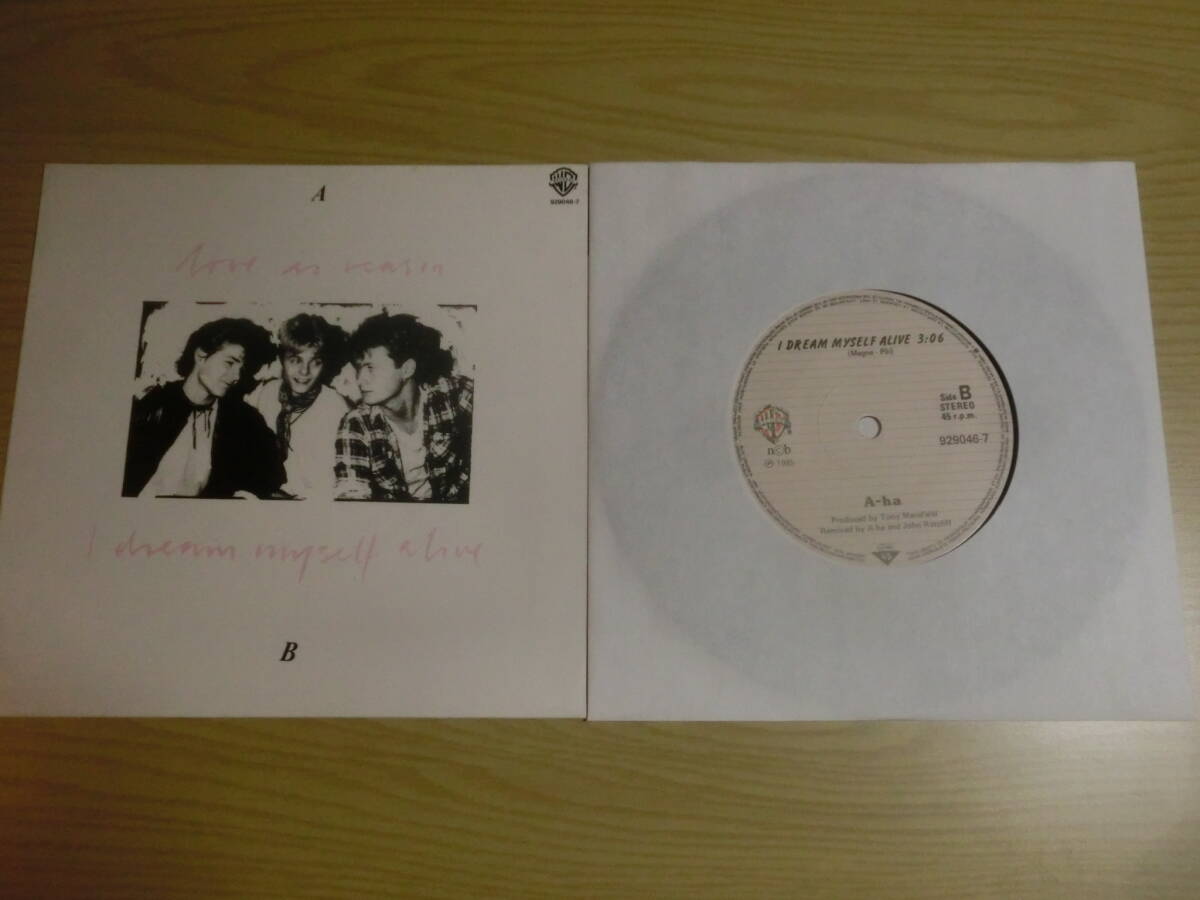 A
929046-7
love is reason
I dream myself alive
B
I DREAM MYSELF ALIVE 3:06
(Magne - Pål)
Side B
STEREO
45 r.p.m.
929046-7
n©b
℗ 1985
A-ha
Produced by Tony Mansfield
Remixed by A-ha and John Ratcliff